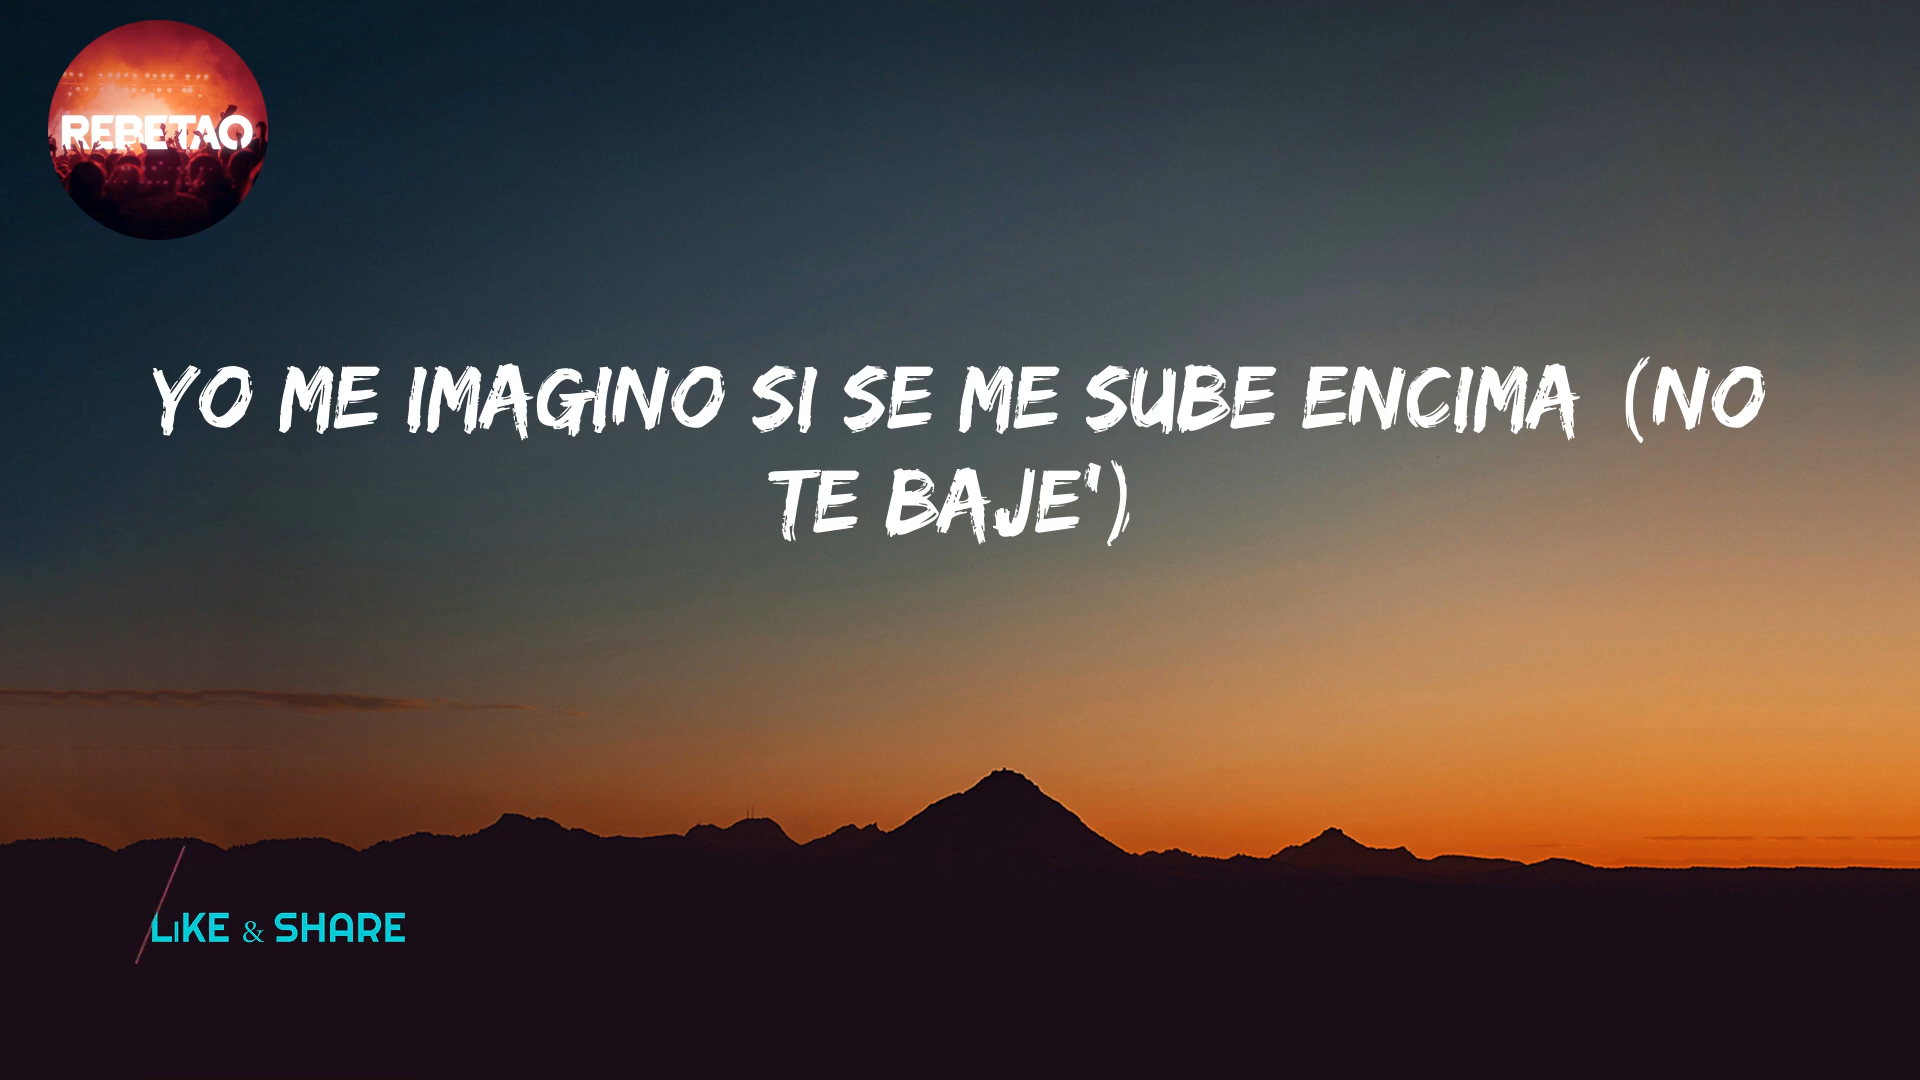 REBETAO
YO ME IMAGINO SI SE ME SUBE ENCIMA (NO
TE BAJE')
LiKE & SHARE